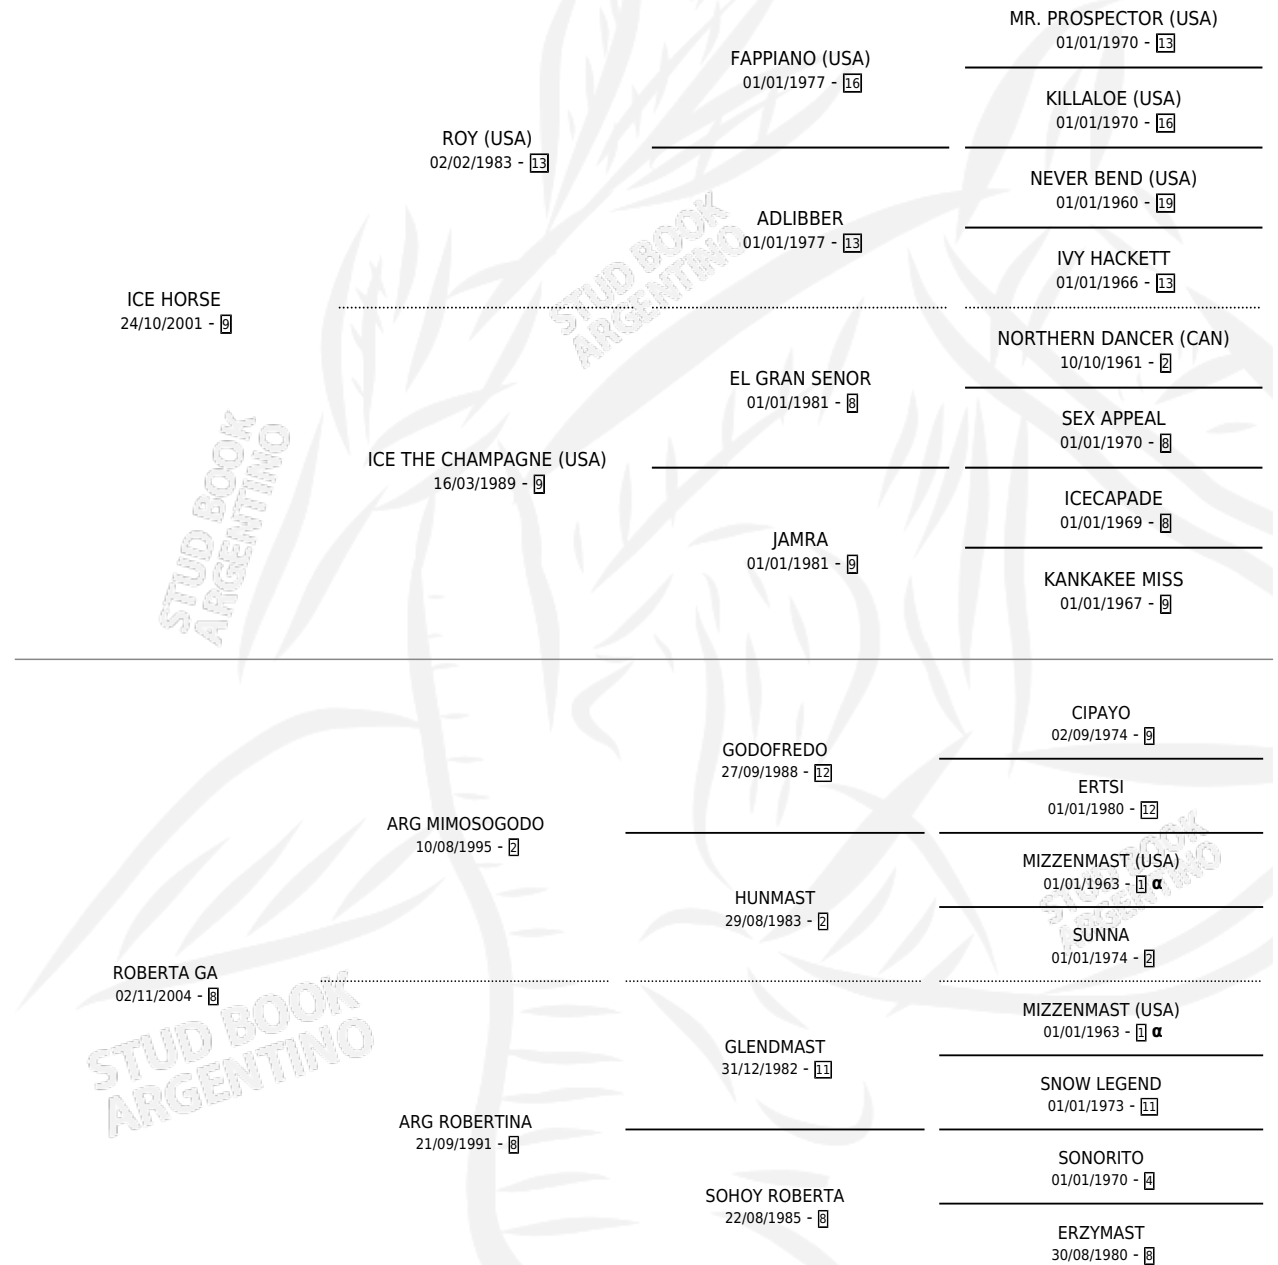 MR. PROSPECTOR (USA)
01/01/1970 - 13
FAPPIANO (USA)
01/01/1977 - 16
KILLALOE (USA)
01/01/1970 - 16
ROY (USA)
02/02/1983 - 13
NEVER BEND (USA)
01/01/1960 - 19
ADLIBBER
01/01/1977 - 13
IVY HACKETT
01/01/1966 - 13
ICE HORSE
24/10/2001 - 9
NORTHERN DANCER (CAN)
10/10/1961 - 2
EL GRAN SENOR
01/01/1981 - 8
SEX APPEAL
01/01/1970 - 8
ICE THE CHAMPAGNE (USA)
16/03/1989 - 9
ICECAPADE
01/01/1969 - 8
JAMRA
01/01/1981 - 9
KANKAKEE MISS
01/01/1967 - 9
CIPAYO
02/09/1974 - 9
GODOFREDO
27/09/1988 - 12
ERTSI
01/01/1980 - 12
ARG MIMOSOGODO
10/08/1995 - 2
MIZZENMAST (USA)
01/01/1963 - 1 α
HUNMAST
29/08/1983 - 2
SUNNA
01/01/1974 - 2
ROBERTA GA
02/11/2004 - 8
MIZZENMAST (USA)
01/01/1963 - 1 α
GLENDMAST
31/12/1982 - 11
SNOW LEGEND
01/01/1973 - 11
ARG ROBERTINA
21/09/1991 - 8
SONORITO
01/01/1970 - 4
SOHOY ROBERTA
22/08/1985 - 8
ERZYMAST
30/08/1980 - 8
STUD BOOK
ARGENTINO
STUD BOOK
ARGENTINO
STUD BOOK
ARGENTINO
STUD BOOK
ARGENTINO